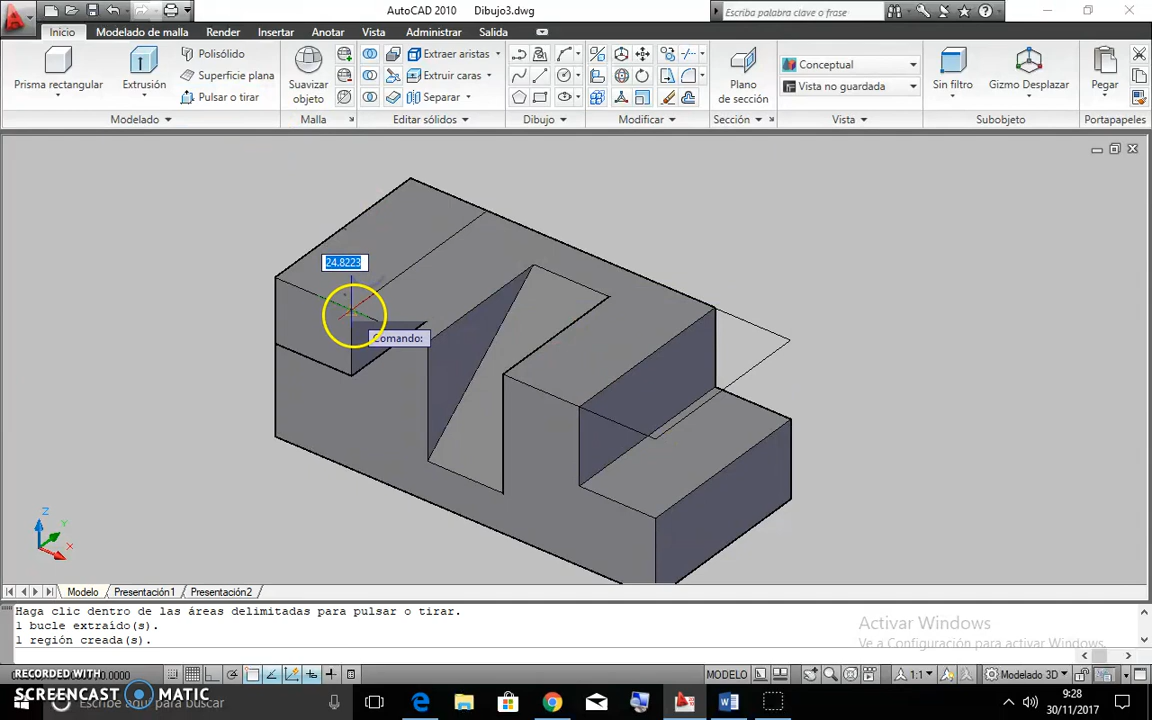 AutoCAD 2010 Dibujo3.dwg
Escriba palabra clave o frase
Inicio Modelado de malla Render Insertar Anotar Vista Administrar Salida
Prisma rectangular
Extrusión
Polisólido
Superficie plana
Pulsar o tirar
Modelado
Suavizar objeto
Malla
Extraer aristas
Extruir caras
Separar
Editar sólidos
Dibujo
Modificar
Plano de sección
Sección
Conceptual
Vista no guardada
Vista
Sin filtro
Gizmo Desplazar
Subobjeto
Pegar
Portapapeles
24.8223
Comando:
Z
Y
X
Modelo Presentación1 Presentación2
Haga clic dentro de las áreas delimitadas para pulsar o tirar.
1 bucle extraído(s).
1 región creada(s).
Activar Windows
Ve a Configuración para activar Windows.
RECORDED WITH
SCREENCAST MATIC
.0000
MODELO
1:1
Modelado 3D
Escribe aquí para buscar
9:28
30/11/2017